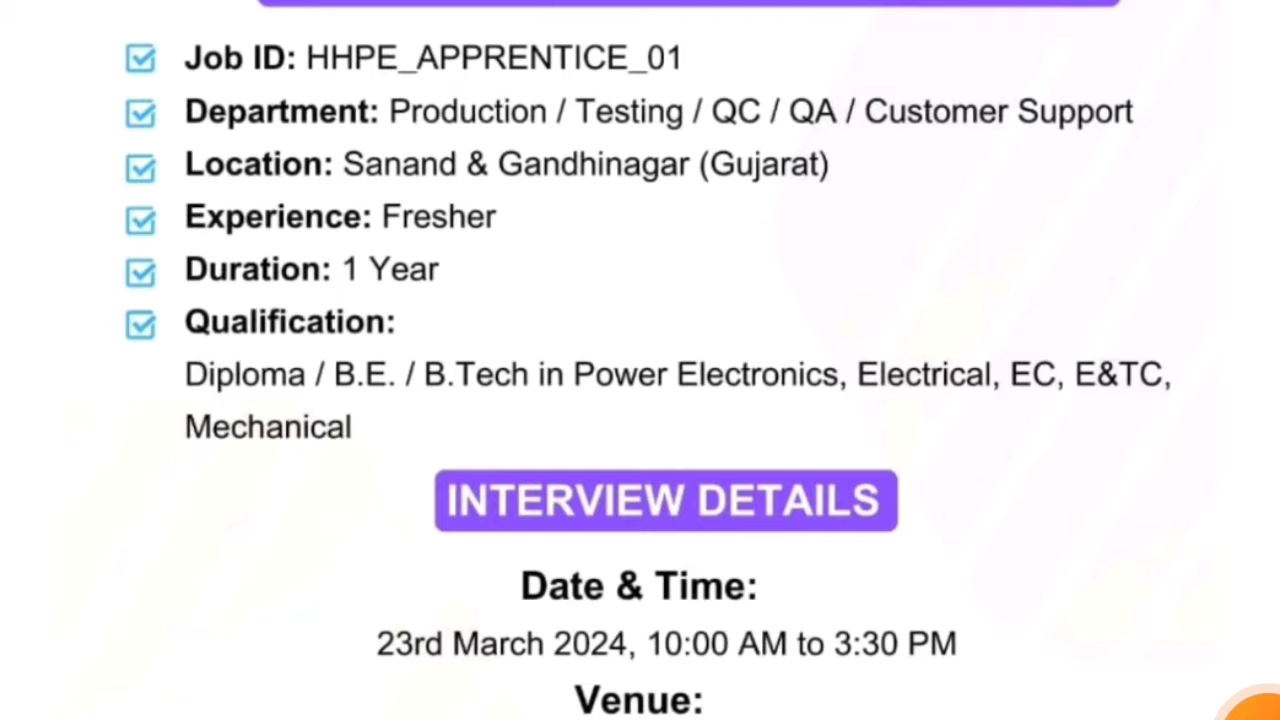 Job ID: HHPE_APPRENTICE_01
Department: Production / Testing / QC / QA / Customer Support
Location: Sanand & Gandhinagar (Gujarat)
Experience: Fresher
Duration: 1 Year
Qualification:
Diploma / B.E. / B.Tech in Power Electronics, Electrical, EC, E&TC,
Mechanical
INTERVIEW DETAILS
Date & Time:
23rd March 2024, 10:00 AM to 3:30 PM
Venue: